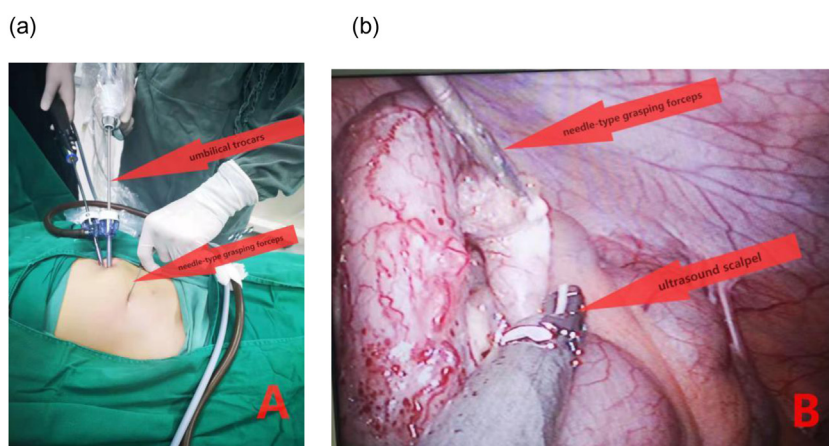 (a)
(b)
umbilical trocars
needle-type grasping forceps
A
needle-type grasping forceps
ultrasound scalpel
B